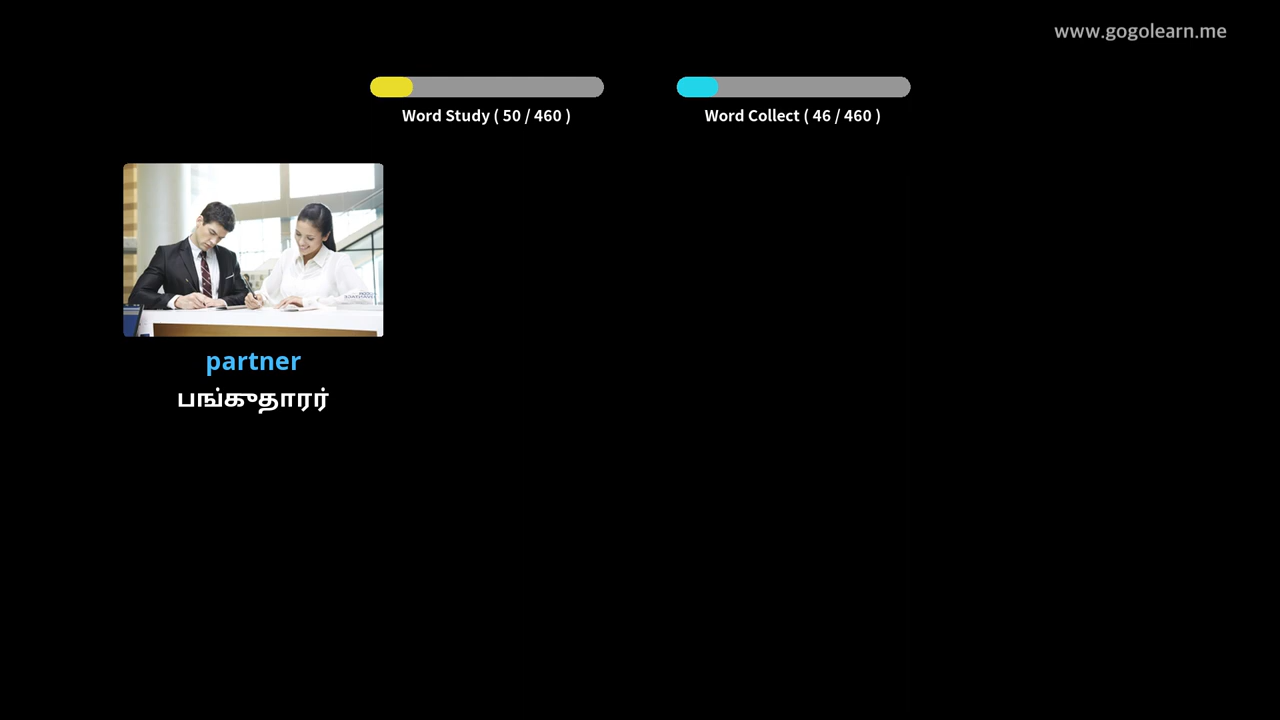 www.gogolearn.me
Word Study ( 50 / 460 )
Word Collect ( 46 / 460 )
partner
பங்குதாரர்